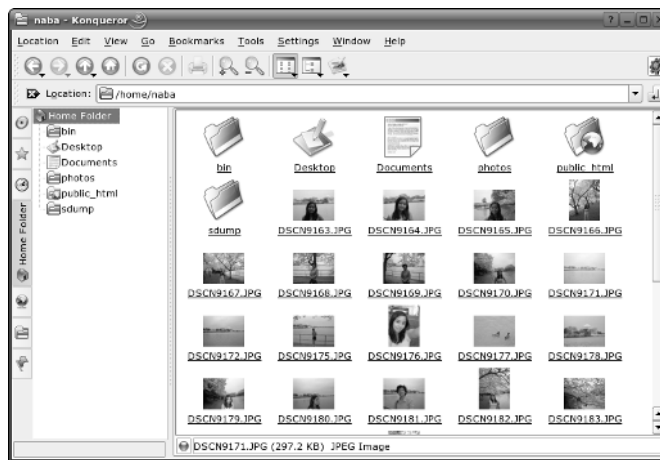 naba - Konqueror
Location Edit View Go Bookmarks Tools Settings Window Help
Location: /home/naba
Home Folder
bin
Desktop
Documents
photos
public_html
sdump
Home Folder
bin Desktop Documents photos public_html
sdump DSCN9163.JPG DSCN9164.JPG DSCN9165.JPG DSCN9166.JPG
DSCN9167.JPG DSCN9168.JPG DSCN9169.JPG DSCN9170.JPG DSCN9171.JPG
DSCN9172.JPG DSCN9175.JPG DSCN9176.JPG DSCN9177.JPG DSCN9178.JPG
DSCN9179.JPG DSCN9180.JPG DSCN9181.JPG DSCN9182.JPG DSCN9183.JPG
DSCN9171.JPG (297.2 KB) JPEG Image